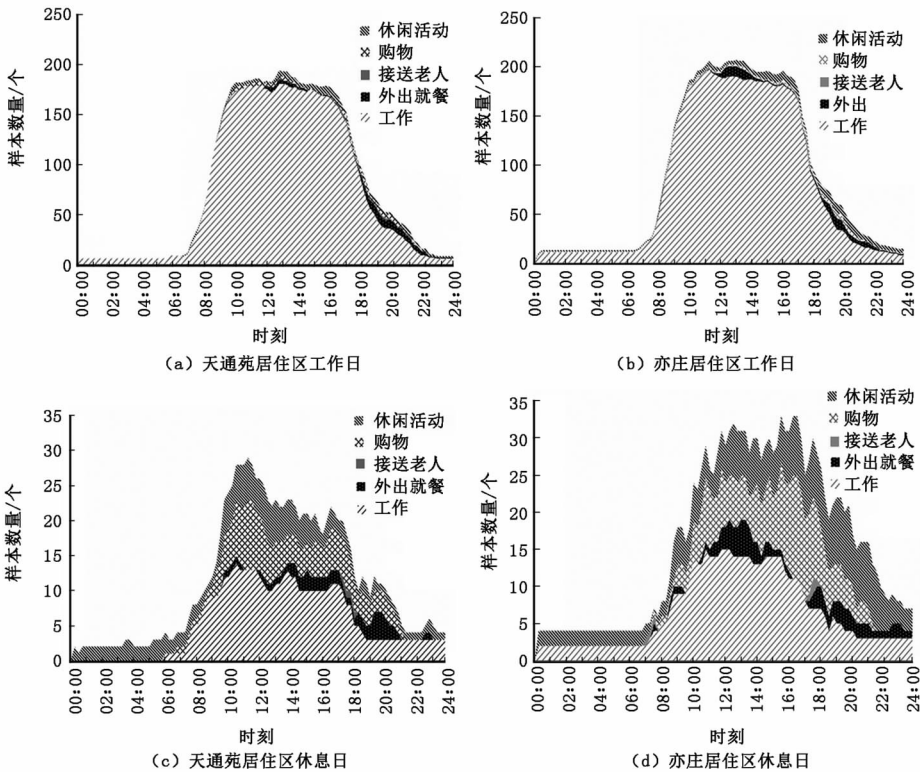 样本数量/个
250
200
150
100
50
0
休闲活动
购物
接送老人
外出就餐
工作
00:00
02:00
04:00
06:00
08:00
10:00
12:00
14:00
16:00
18:00
20:00
22:00
24:00
时刻
(a)天通苑居住区工作日
样本数量/个
250
200
150
100
50
0
休闲活动
购物
接送老人
外出
工作
00:00
02:00
04:00
06:00
08:00
10:00
12:00
14:00
16:00
18:00
20:00
22:00
24:00
时刻
(b)亦庄居住区工作日
样本数量/个
35
30
25
20
15
10
5
0
休闲活动
购物
接送老人
外出就餐
工作
00:00
02:00
04:00
06:00
08:00
10:00
12:00
14:00
16:00
18:00
20:00
22:00
24:00
时刻
(c)天通苑居住区休息日
样本数量/个
35
30
25
20
15
10
5
0
休闲活动
购物
接送老人
外出就餐
工作
00:00
02:00
04:00
06:00
08:00
10:00
12:00
14:00
16:00
18:00
20:00
22:00
24:00
时刻
(d)亦庄居住区休息日